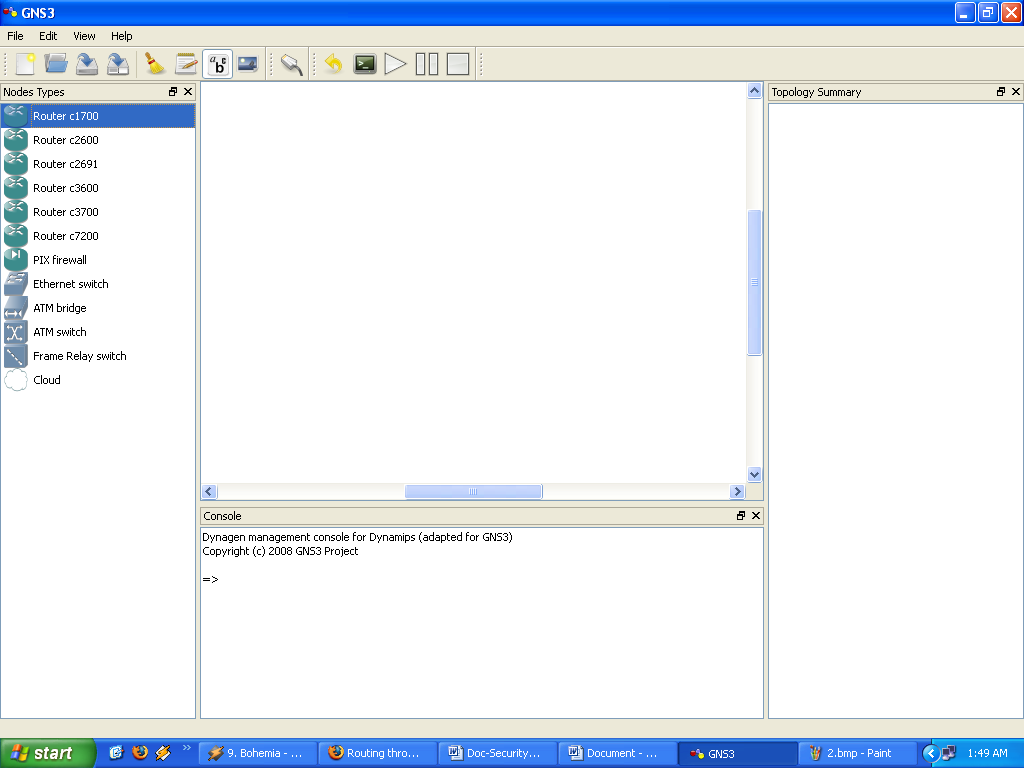 GNS3
File Edit View Help
Nodes Types
Router c1700
Router c2600
Router c2691
Router c3600
Router c3700
Router c7200
PIX firewall
Ethernet switch
ATM bridge
ATM switch
Frame Relay switch
Cloud
Topology Summary
Console
Dynagen management console for Dynamips (adapted for GNS3)
Copyright (c) 2008 GNS3 Project
=>
start
9. Bohemia - ...
Routing thro...
Doc-Security...
Document - ...
GNS3
2.bmp - Paint
1:49 AM